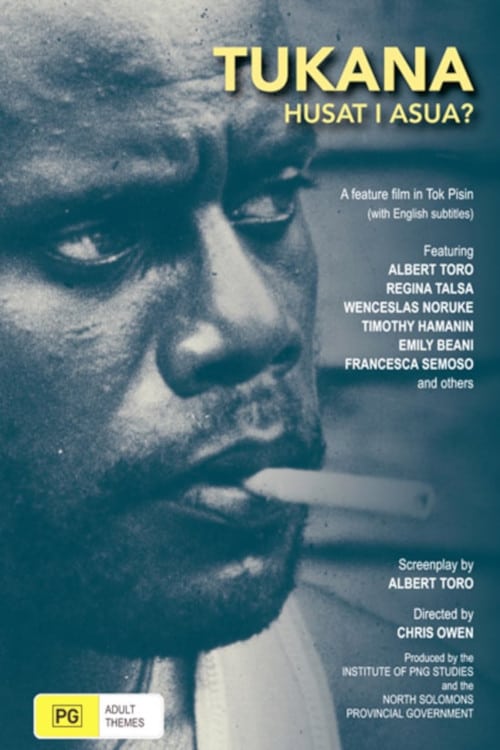 TUKANA
HUSAT I ASUA?
A feature film in Tok Pisin
(with English subtitles)
Featuring
ALBERT TORO
REGINA TALSA
WENCESLAS NORUKE
TIMOTHY HAMANIN
EMILY BEANI
FRANCESCA SEMOSO
and others
Screenplay by
ALBERT TORO
Directed by
CHRIS OWEN
Produced by the
INSTITUTE OF PNG STUDIES
and the
NORTH SOLOMONS
PROVINCIAL GOVERNMENT
PG
ADULT
THEMES